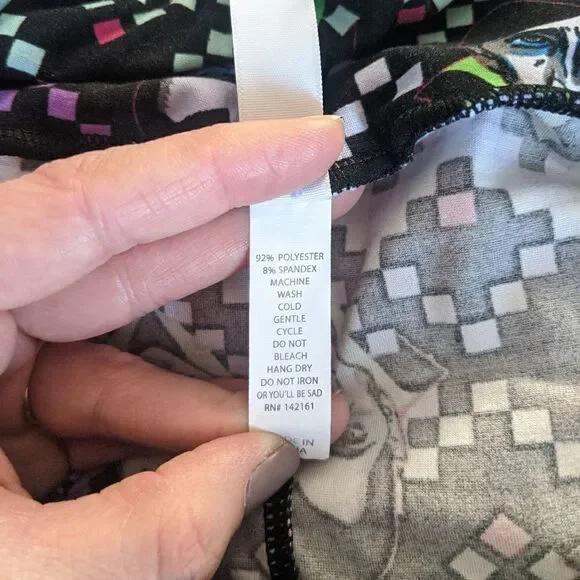 92% POLYESTER
8% SPANDEX
MACHINE
WASH
COLD
GENTLE
CYCLE
DO NOT
BLEACH
HANG DRY
DO NOT IRON
OR YOU'LL BE SAD
RN# 142161
IN